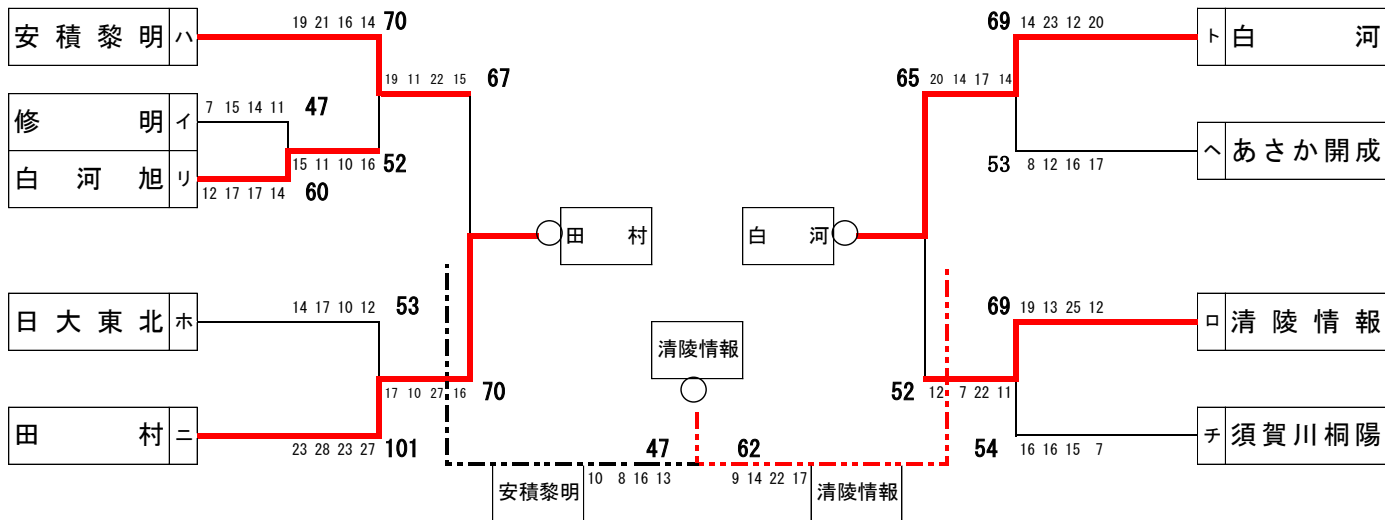 19 21 16 14 70
安積黎明 ハ
19 11 22 15 67
修明 イ
7 15 14 11 47
白河旭 リ
15 11 10 16 52
12 17 17 14 60
田村
日大東北 ホ
14 17 10 12 53
17 10 27 16 70
田村 ニ
23 28 23 27 101
69 14 23 12 20
ト 白河
65 20 14 17 14
ヘ あさか開成
53 8 12 16 17
白河
69 19 13 25 12
ロ 清陵情報
清陵情報
52 12 7 22 11
チ 須賀川桐陽
54 16 16 15 7
47 62
安積黎明 10 8 16 13
9 14 22 17 清陵情報